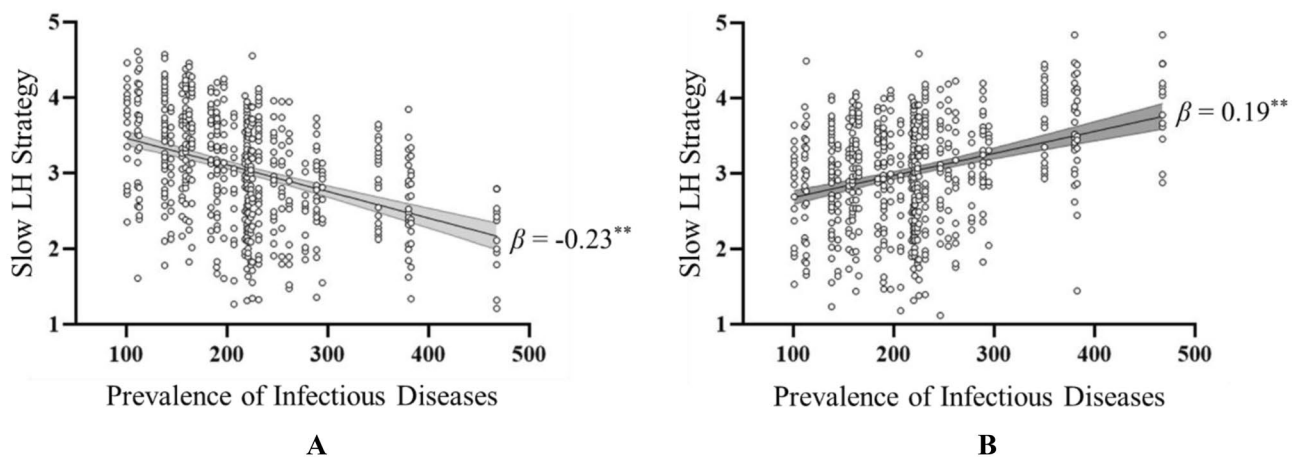 5
4
3
2
1
Slow LH Strategy
β = -0.23**
100 200 300 400 500
Prevalence of Infectious Diseases
A
5
4
3
2
1
Slow LH Strategy
β = 0.19**
100 200 300 400 500
Prevalence of Infectious Diseases
B